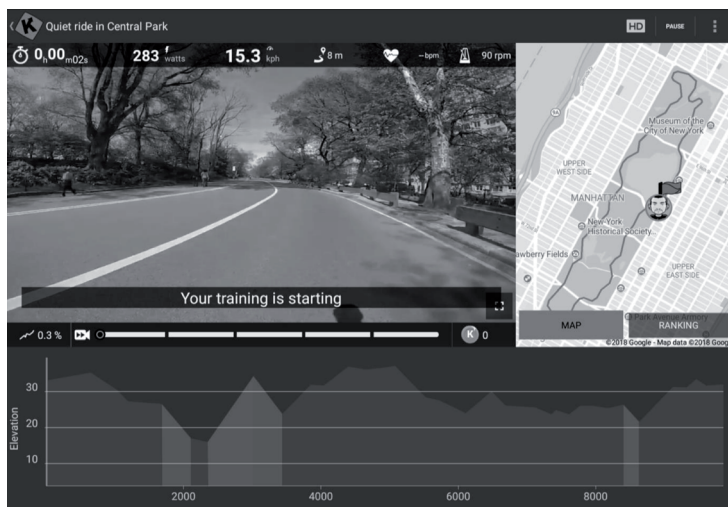 K
Quiet ride in Central Park
HD
PAUSE
0h00m02s
283 watts
15.3 kph
8 m
--bpm
90 rpm
Your training is starting
Museum of the
City of New York
UPPER
WEST SIDE
MANHATTAN
New-York
Historical Society...
awberry Fields
UPPER
EAST SIDE
Park Avenue Armory
MAP
RANKING
©2018 Google - Map data ©2018 Goog
0.3 %
K
0
Elevation
30
20
10
2000
4000
6000
8000